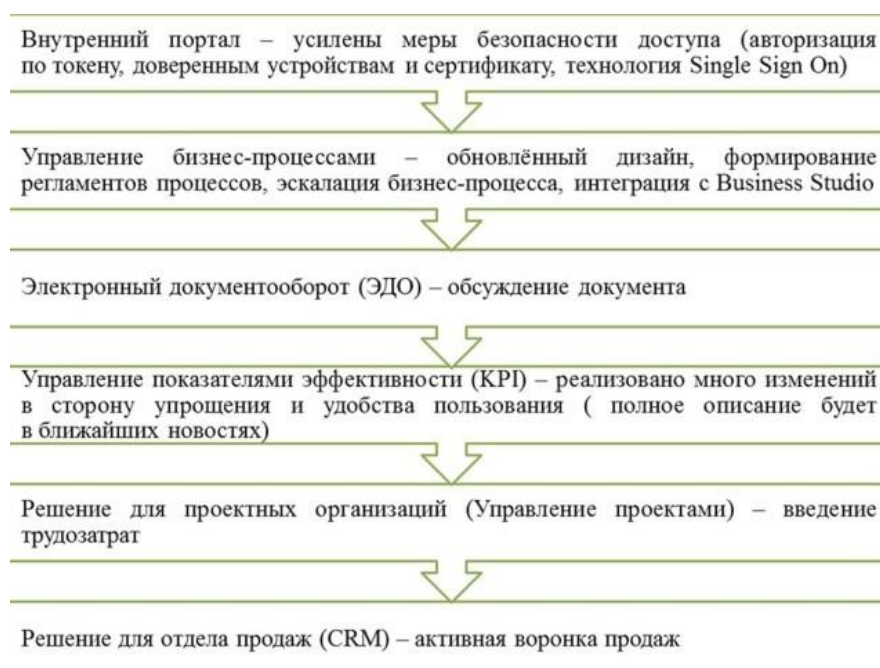 Внутренний портал – усилены меры безопасности доступа (авторизация
по токену, доверенным устройствам и сертификату, технология Single Sign On)
Управление бизнес-процессами – обновлённый дизайн, формирование
регламентов процессов, эскалация бизнес-процесса, интеграция с Business Studio
Электронный документооборот (ЭДО) – обсуждение документа
Управление показателями эффективности (KPI) – реализовано много изменений
в сторону упрощения и удобства пользования ( полное описание будет
в ближайших новостях)
Решение для проектных организаций (Управление проектами) – введение
трудозатрат
Решение для отдела продаж (CRM) – активная воронка продаж